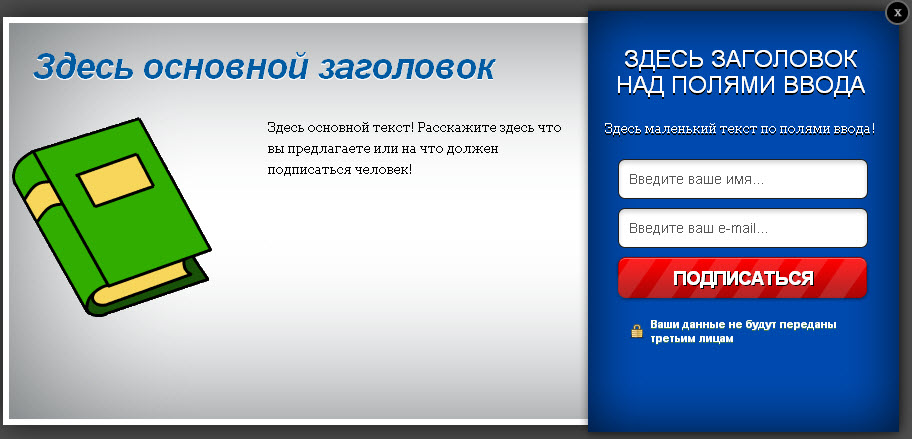 x
Здесь основной заголовок
Здесь основной текст! Расскажите здесь что
вы предлагаете или на что должен
подписаться человек!
ЗДЕСЬ ЗАГОЛОВОК
НАД ПОЛЯМИ ВВОДА
Здесь маленький текст по полями ввода!
Введите ваше имя...
Введите ваш e-mail...
ПОДПИСАТЬСЯ
Ваши данные не будут переданы
третьим лицам